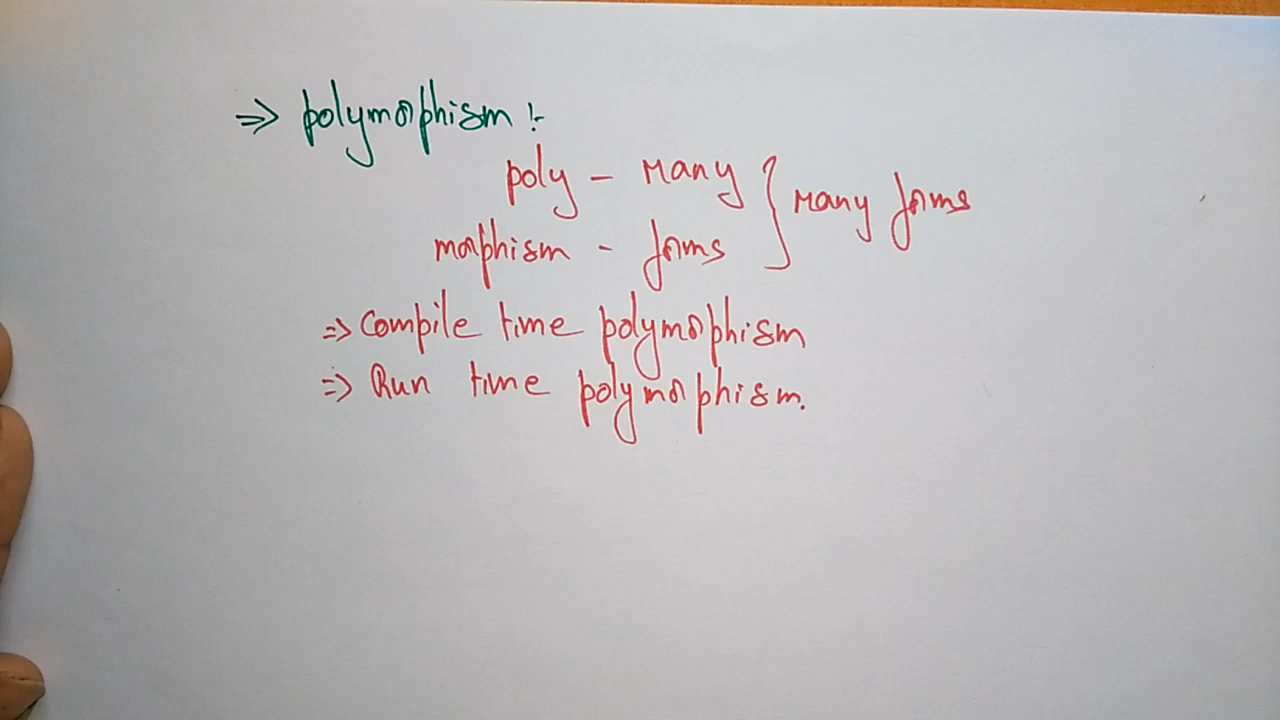 ⇒ polymorphism :-
poly - Many } Many forms
morphism - forms
⇒ Compile time polymorphism
⇒ Run time polymorphism.